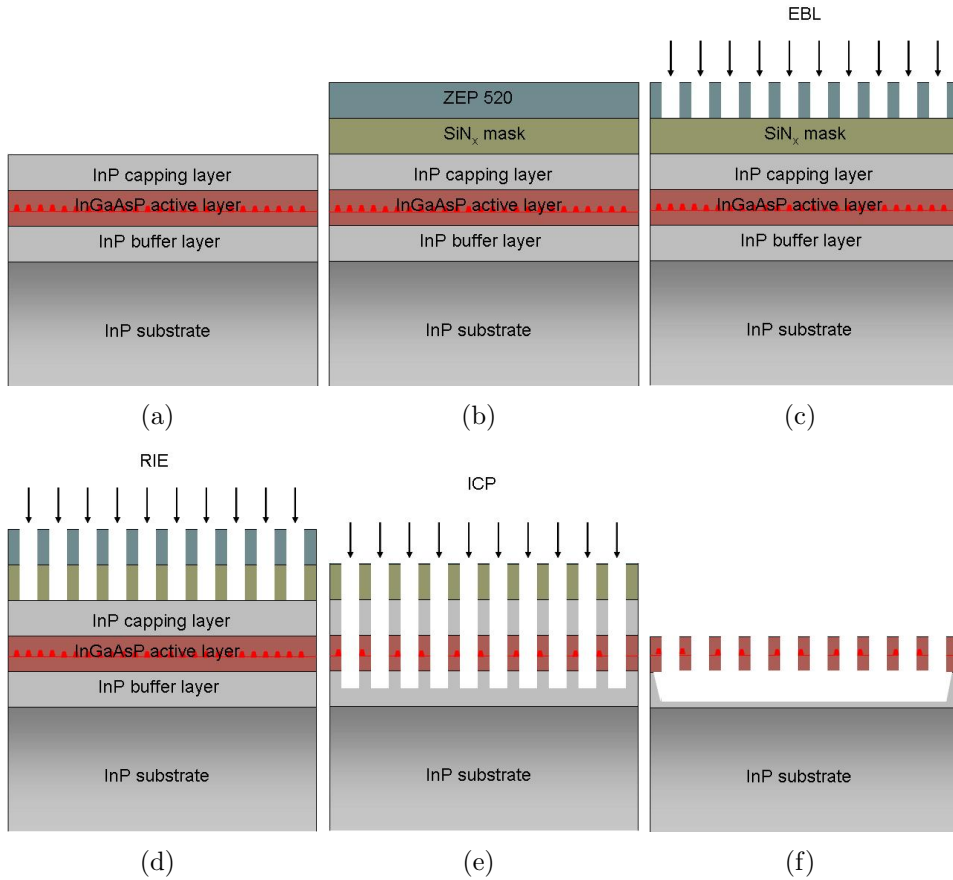 InP capping layer
InGaAsP active layer
InP buffer layer
InP substrate
(a)
ZEP 520
SiNx mask
InP capping layer
InGaAsP active layer
InP buffer layer
InP substrate
(b)
EBL
SiNx mask
InP capping layer
InGaAsP active layer
InP buffer layer
InP substrate
(c)
RIE
InP capping layer
InGaAsP active layer
InP buffer layer
InP substrate
(d)
ICP
InP substrate
(e)
InP substrate
(f)